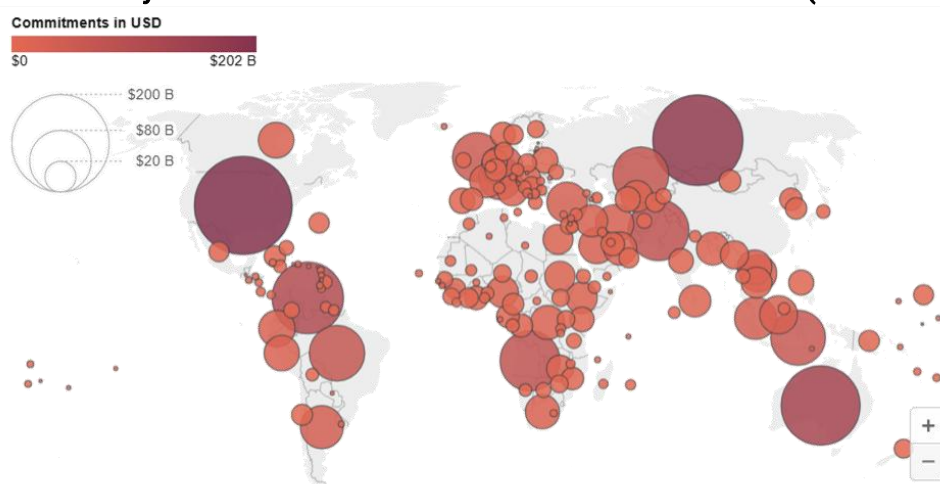 Commitments in USD
$0 $202 B
$200 B
$80 B
$20 B
+
−